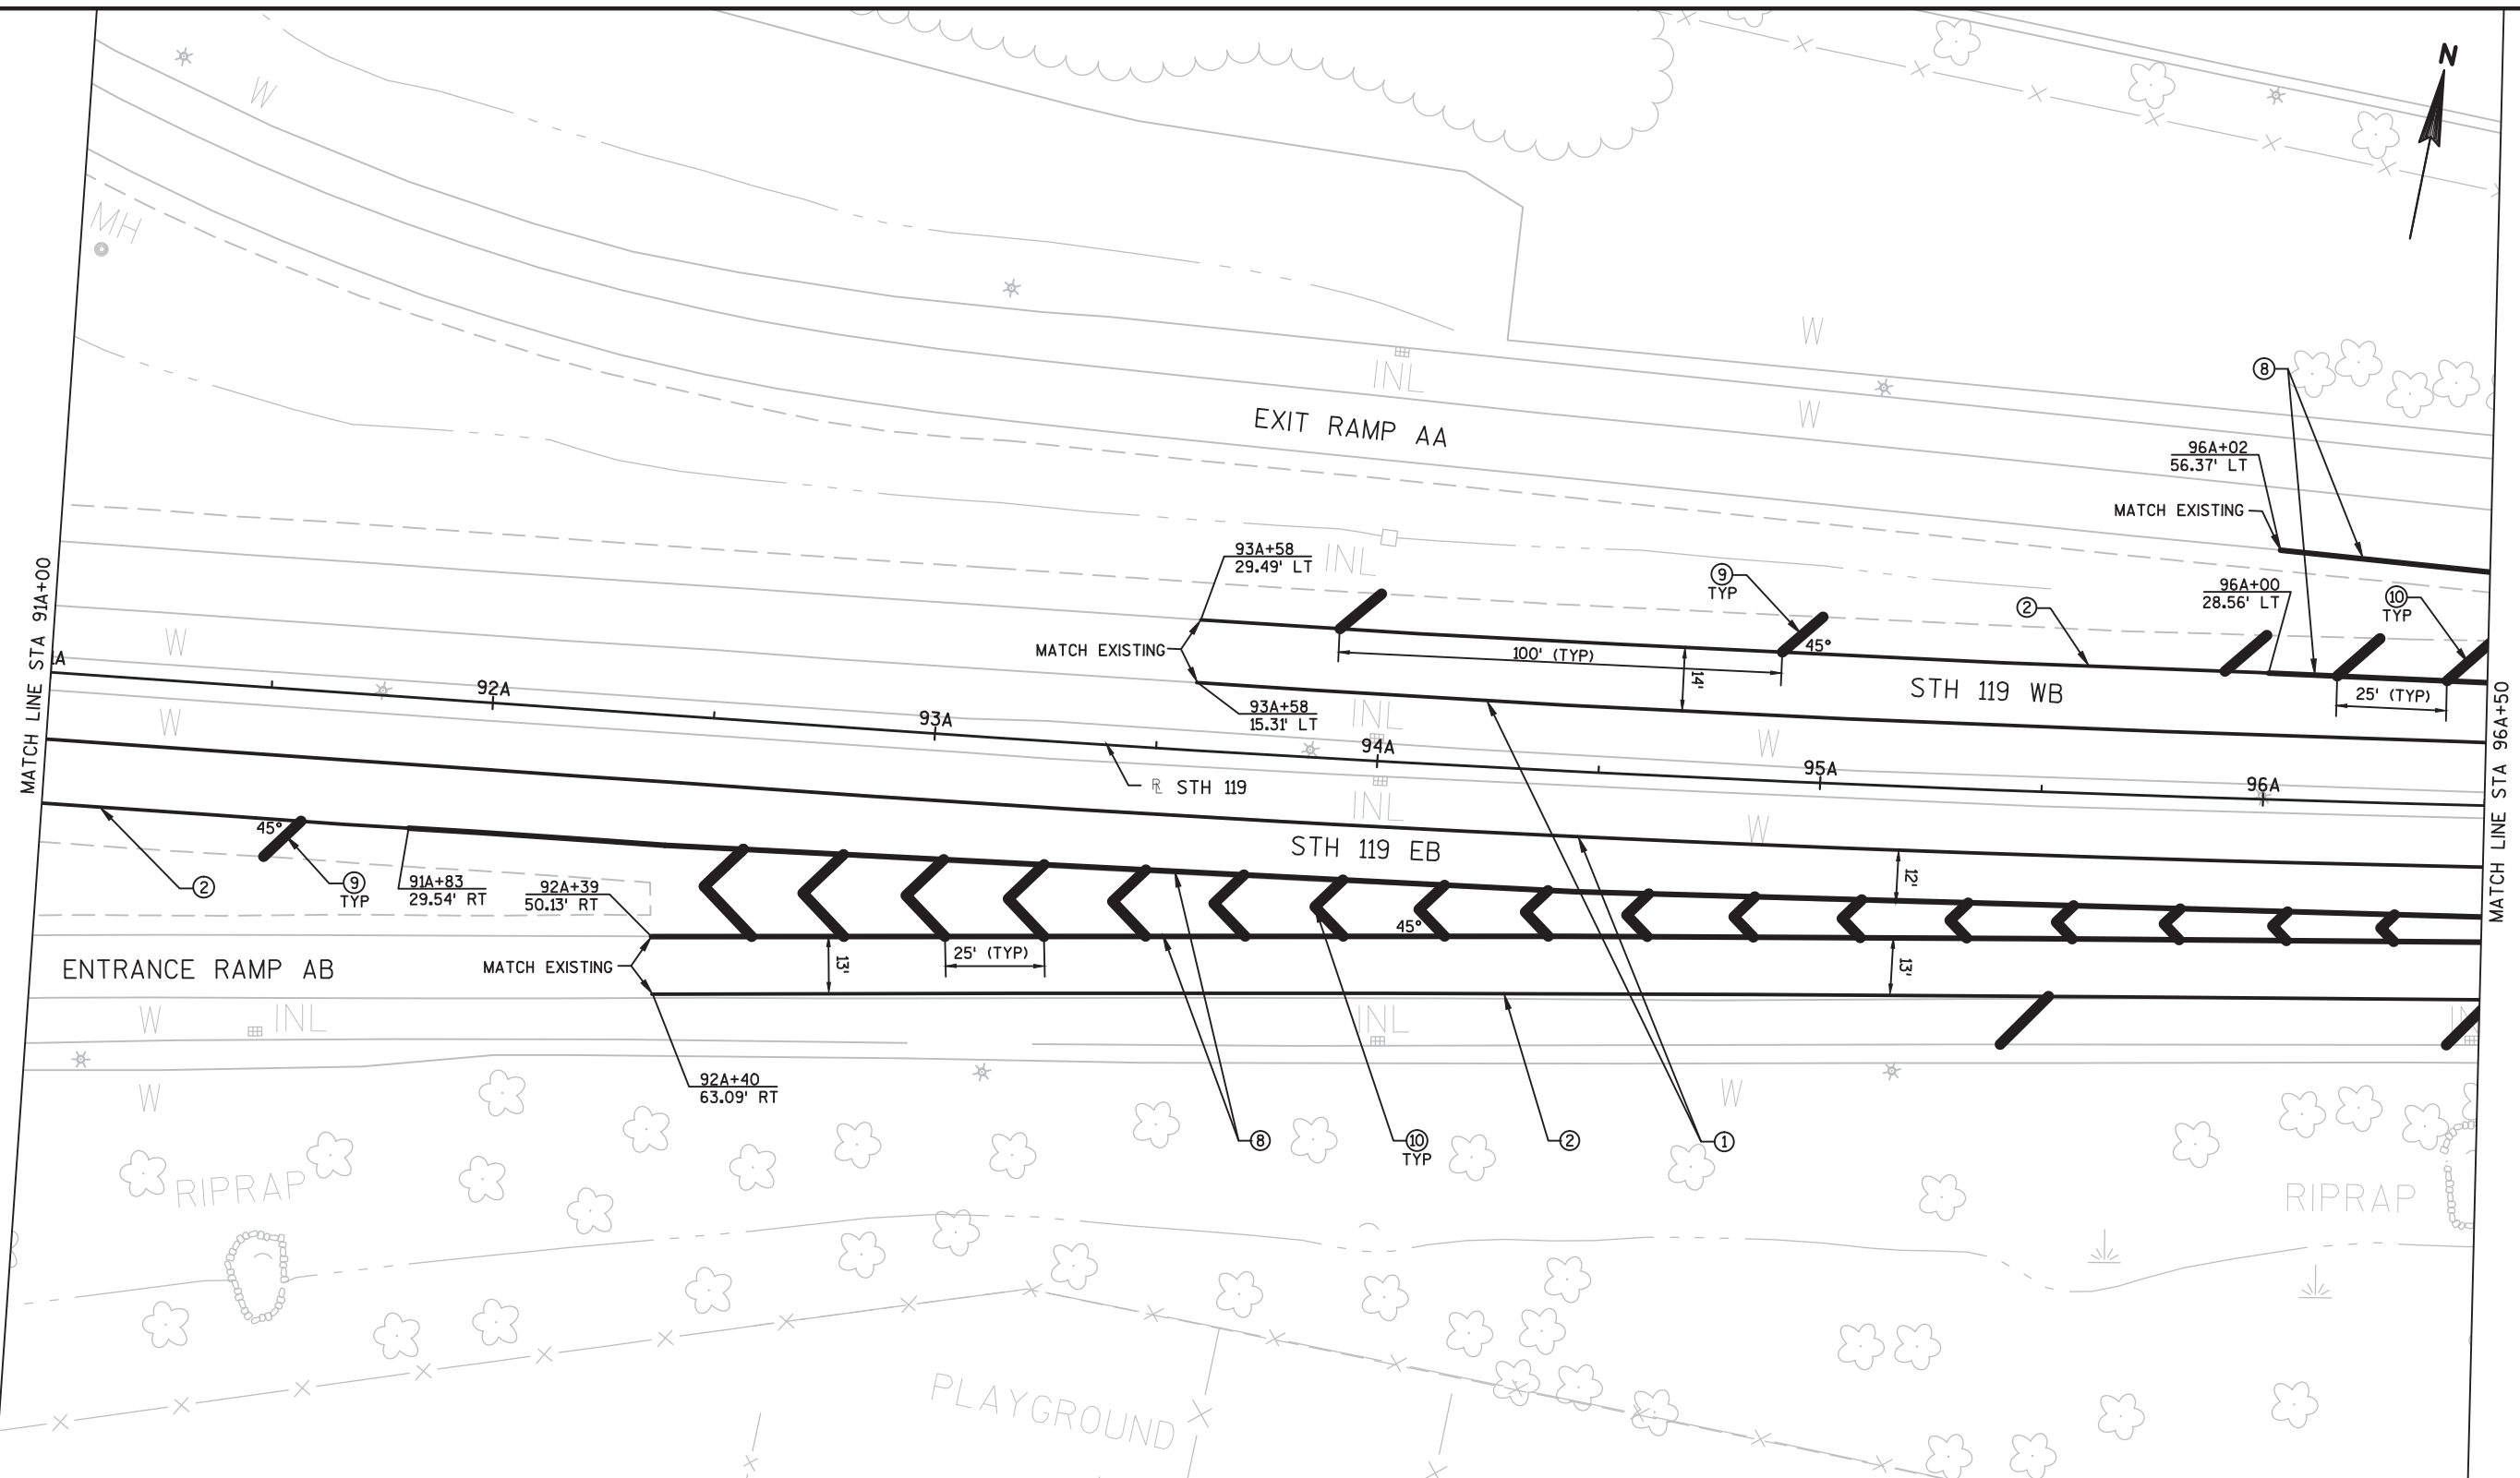 N
W
MH
INL
W
W
EXIT RAMP AA
8
96A+02
56.37' LT
MATCH EXISTING
93A+58
29.49' LT
INL
9
TYP
45°
2
96A+00
28.56' LT
10
TYP
MATCH LINE STA 91A+00
MATCH EXISTING
100' (TYP)
14'
STH 119 WB
25' (TYP)
W
92A
93A
93A+58
15.31' LT
INL
94A
W
95A
96A
W
STH 119
INL
W
STH 119 EB
MATCH LINE STA 96A+50
45°
2
9
TYP
91A+83
29.54' RT
92A+39
50.13' RT
45°
12'
ENTRANCE RAMP AB
MATCH EXISTING
13'
25' (TYP)
13'
W
INL
INL
W
92A+40
63.09' RT
8
10
TYP
2
1
W
RIPRAP
RIPRAP
PLAYGROUND